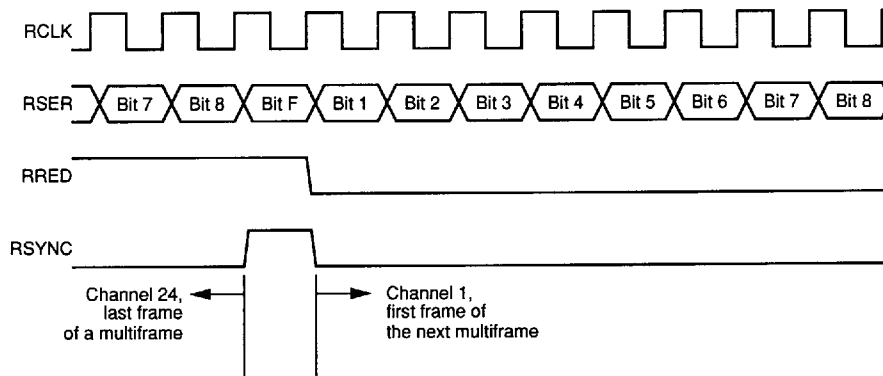 RCLK
RSER Bit 7 Bit 8 Bit F Bit 1 Bit 2 Bit 3 Bit 4 Bit 5 Bit 6 Bit 7 Bit 8
RRED
RSYNC
Channel 24,
last frame
of a multiframe
Channel 1,
first frame of
the next multiframe